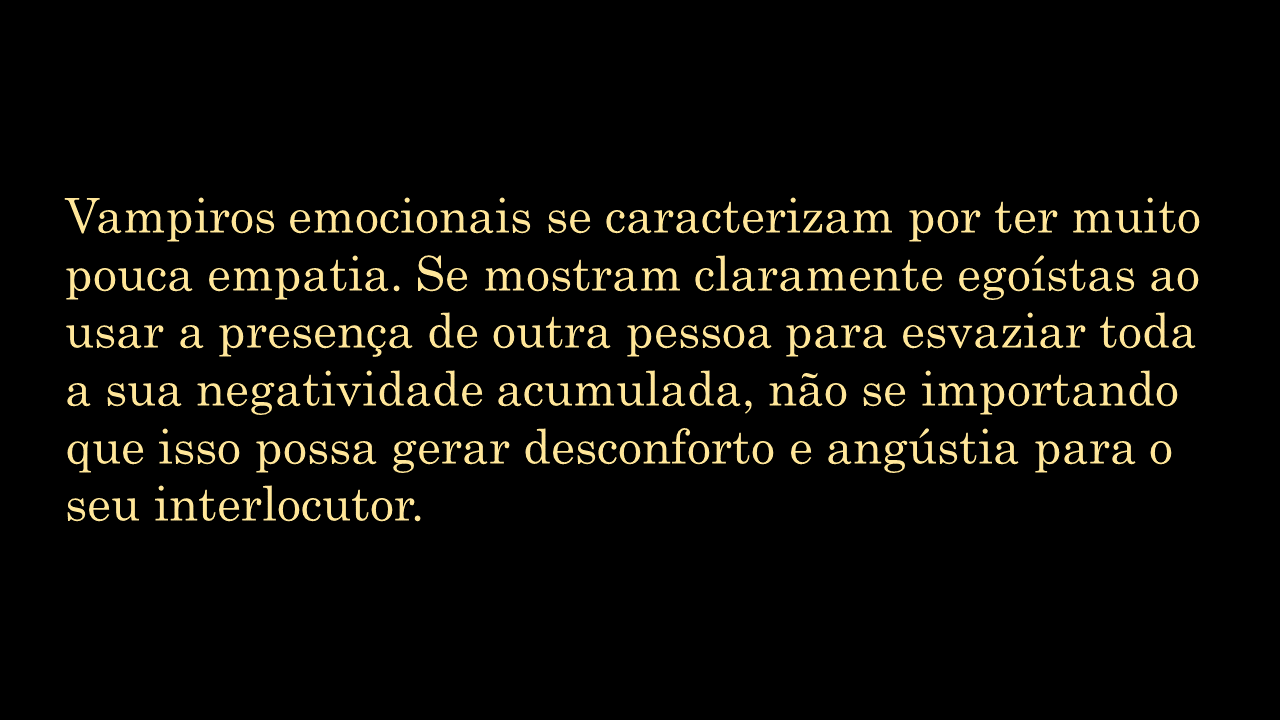 Vampiros emocionais se caracterizam por ter muito
pouca empatia. Se mostram claramente egoístas ao
usar a presença de outra pessoa para esvaziar toda
a sua negatividade acumulada, não se importando
que isso possa gerar desconforto e angústia para o
seu interlocutor.